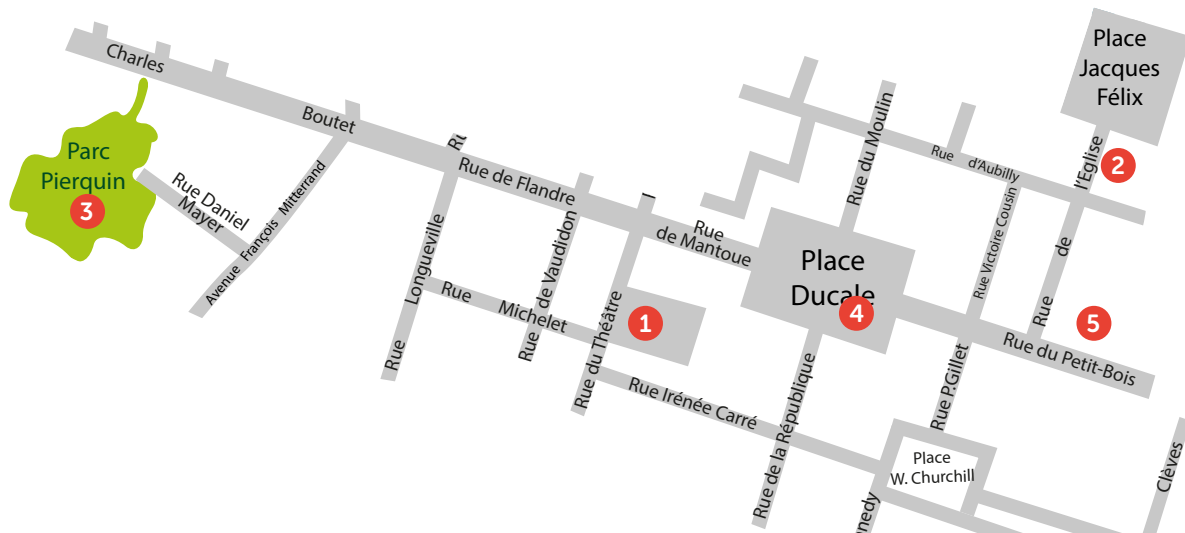 Charles
Boutet
Parc
Pierquin
3
Rue Daniel
Mayer
Avenue François Mitterrand
Rue Longueville
Rue de Flandre
Rue de Vaudidon
Rue Michelet
Rue du Théâtre
1
Rue
de Mantoue
Rue Irénée Carré
Place
Ducale
4
Rue du Moulin
Rue d'Aubilly
Rue Victoire Cousin
Rue de l'Eglise
2
Place
Jacques
Félix
5
Rue du Petit-Bois
Rue P.Gillet
Rue de la République
Place
W. Churchill
Clèves